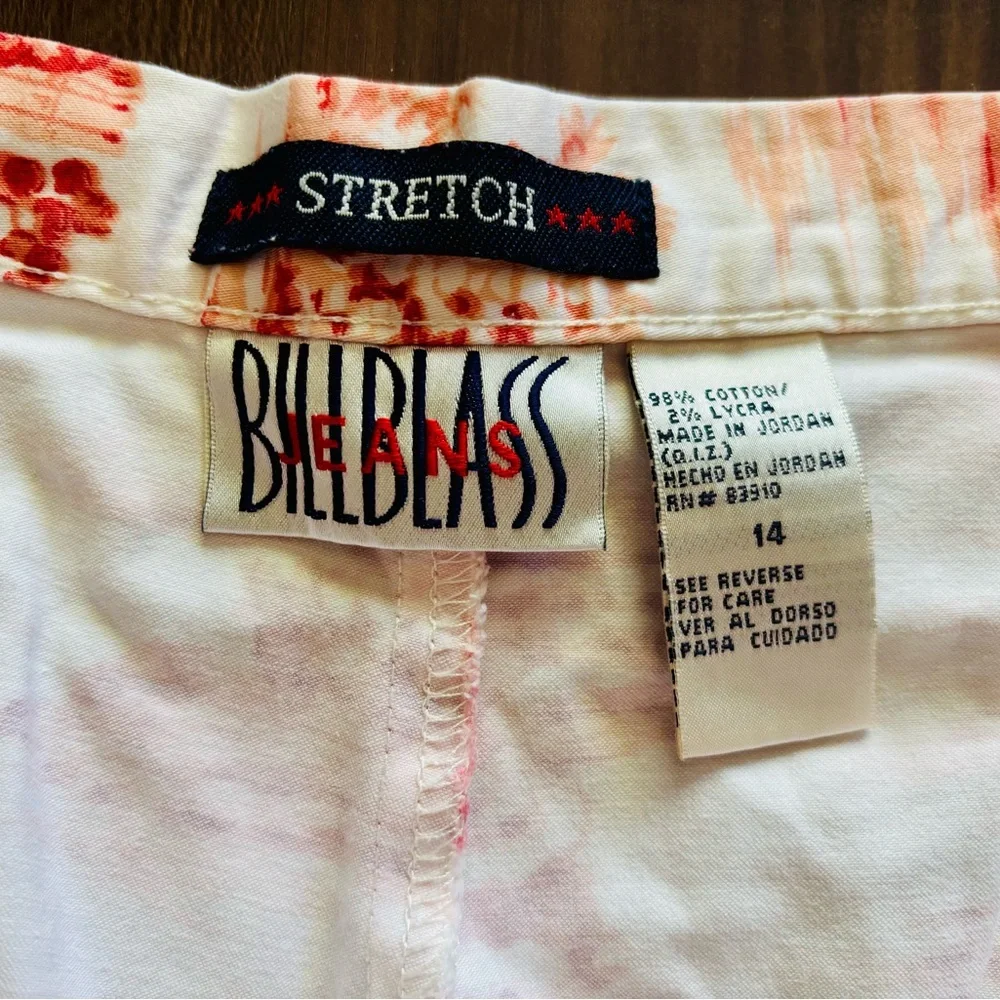 ★★★ STRETCH ★★★
BILLBLASS
JEANS
98% COTTON/
2% LYCRA
MADE IN JORDAN
(Q.I.Z.)
HECHO EN JORDAN
RN# 83910
14
SEE REVERSE
FOR CARE
VER AL DORSO
PARA CUIDADO